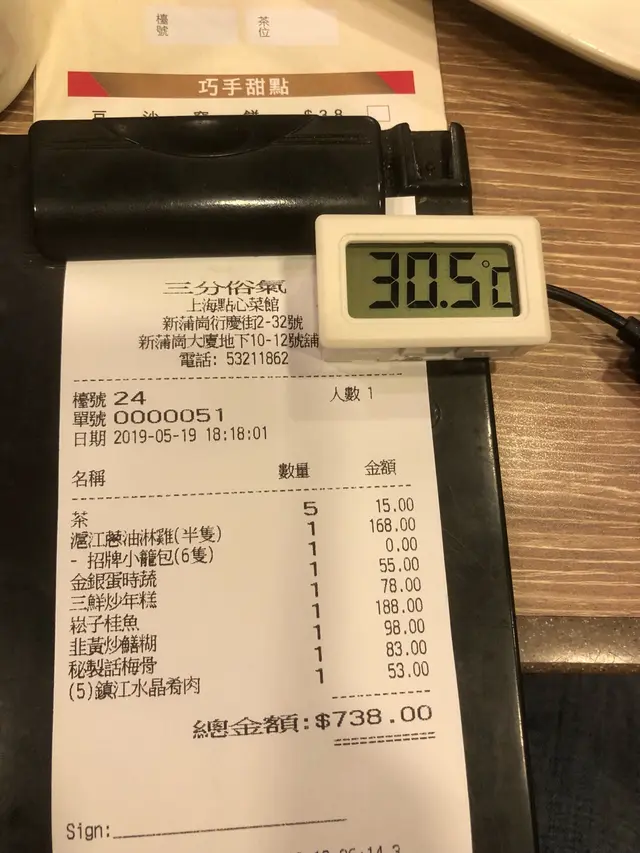 檯號
茶位
巧手甜點
豆沙窩餅 $38
30.5℃
三分俗氣
上海點心菜館
新蒲崗衍慶街2-32號
新蒲崗大廈地下10-12號舖
電話: 53211862
檯號 24 人數 1
單號 0000051
日期 2019-05-19 18:18:01
名稱 數量 金額
茶 5 15.00
滬江蔥油淋雞(半隻) 1 168.00
- 招牌小籠包(6隻) 1 0.00
金銀蛋時蔬 1 55.00
三鮮炒年糕 1 78.00
崧子桂魚 1 188.00
韭黃炒鱔糊 1 98.00
秘製話梅骨 1 83.00
(5)鎮江水晶肴肉 1 53.00
總金額:$738.00
Sign: